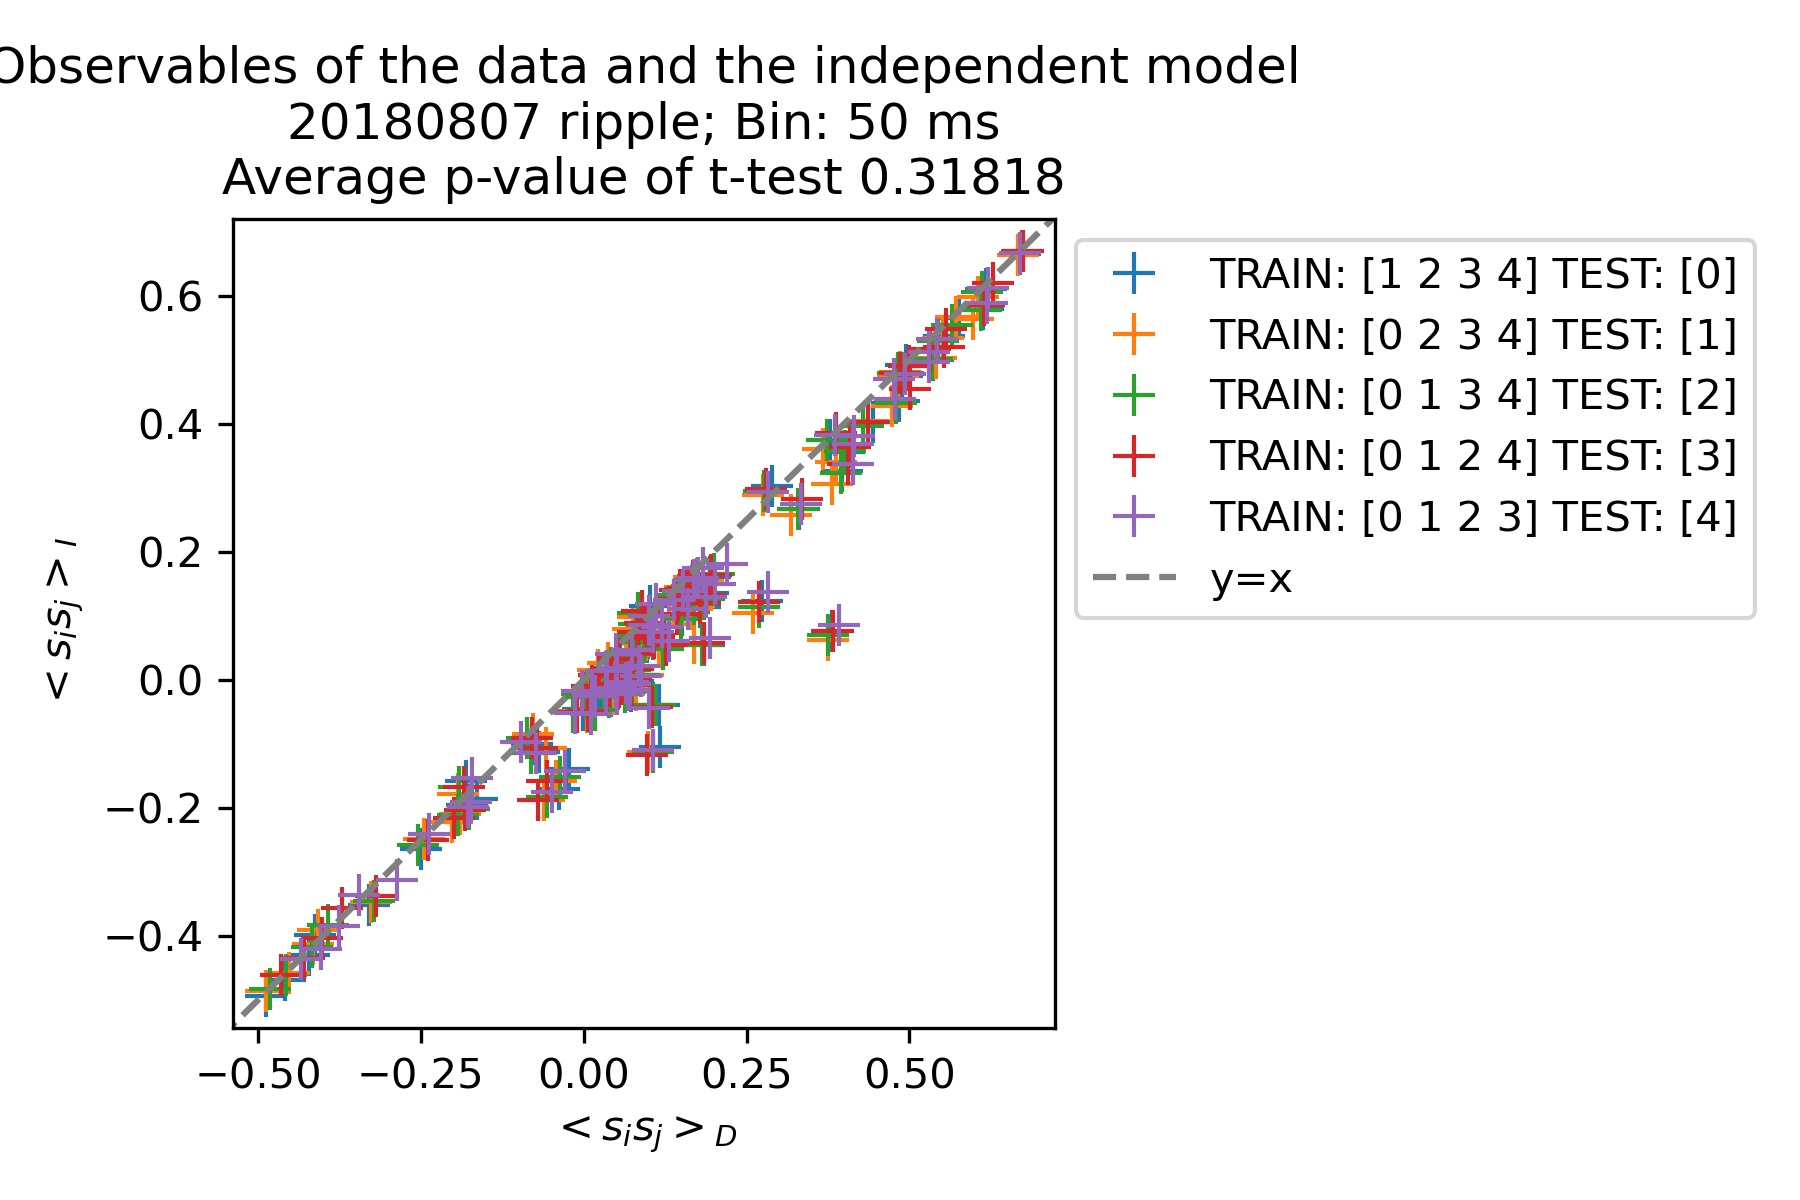 Observables of the data and the independent model
20180807 ripple; Bin: 50 ms
Average p-value of t-test 0.31818
0.6
0.4
0.2
0.0
−0.2
−0.4
< s_i s_j >_I
−0.50 −0.25 0.00 0.25 0.50
< s_i s_j >_D
TRAIN: [1 2 3 4] TEST: [0]
TRAIN: [0 2 3 4] TEST: [1]
TRAIN: [0 1 3 4] TEST: [2]
TRAIN: [0 1 2 4] TEST: [3]
TRAIN: [0 1 2 3] TEST: [4]
y=x